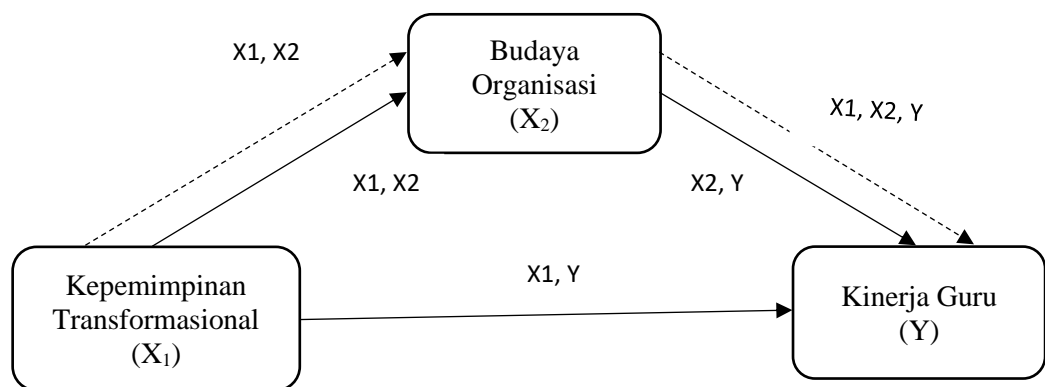 X1, X2
Budaya
Organisasi
(X₂)
X1, X2, Y
X1, X2
X2, Y
Kepemimpinan
Transformasional
(X₁)
X1, Y
Kinerja Guru
(Y)